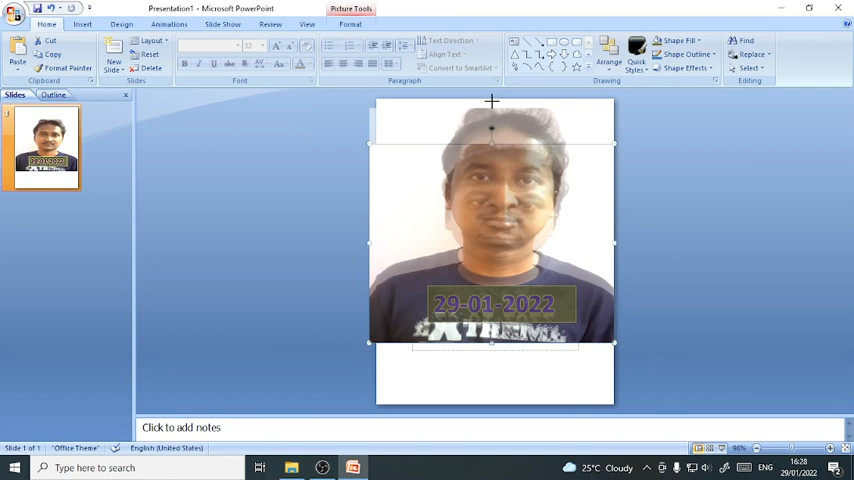 Presentation1 - Microsoft PowerPoint
Picture Tools
Home
Insert
Design
Animations
Slide Show
Review
View
Format
Paste
Cut
Copy
Format Painter
Clipboard
New
Slide
Layout
Reset
Delete
Slides
32
Font
Text Direction
Align Text
Convert to SmartArt
Paragraph
Arrange
Quick
Styles
Shape Fill
Shape Outline
Shape Effects
Drawing
Find
Replace
Select
Editing
Slides
Outline
1
29-01-2022
29-01-2022
EXTREME
Click to add notes
Slide 1 of 1
"Office Theme"
English (United States)
96%
Type here to search
25°C Cloudy
ENG
16:28
29/01/2022
2